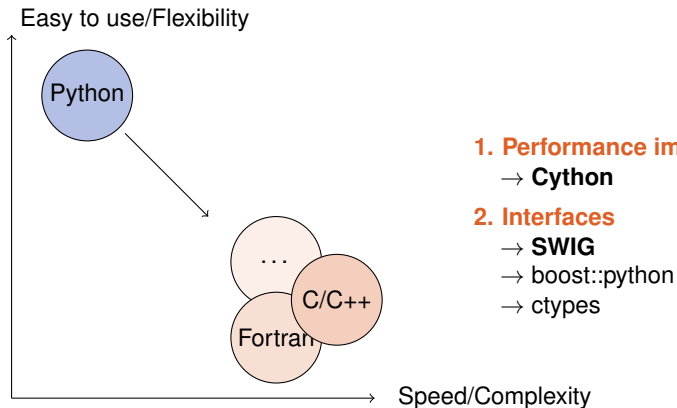 Easy to use/Flexibility
Python
1. Performance im
→ Cython
2. Interfaces
→ SWIG
→ boost::python
→ ctypes
...
C/C++
Fortran
Speed/Complexity